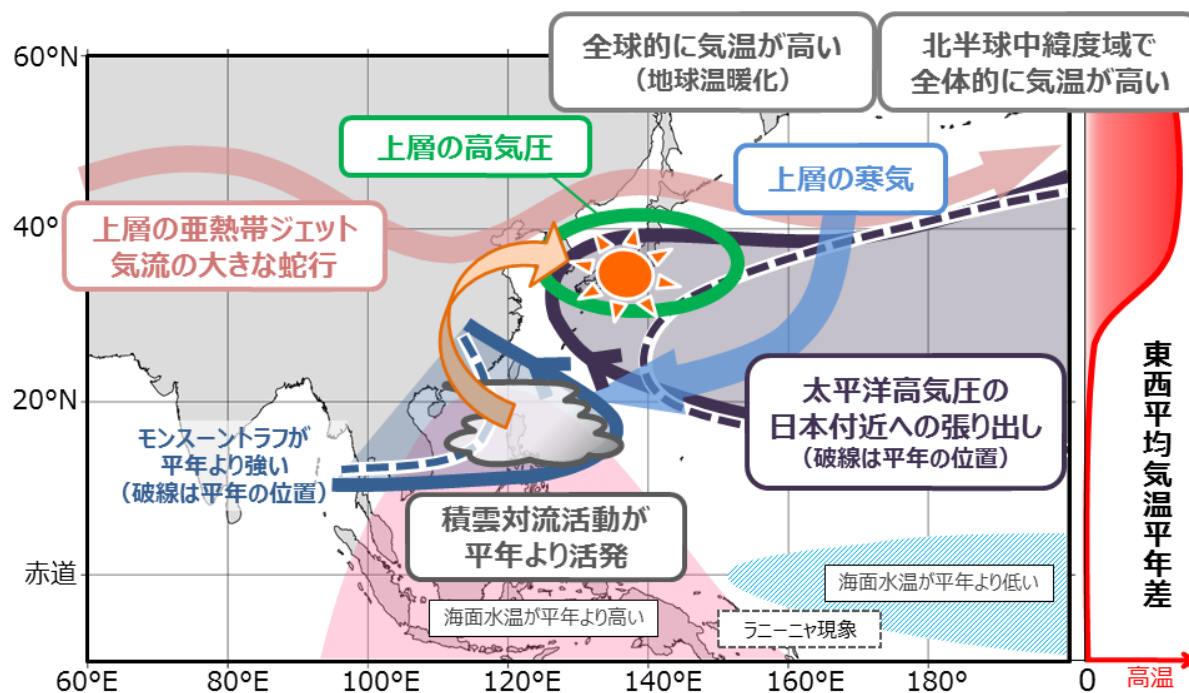 全球的に気温が高い
（地球温暖化）
北半球中緯度域で
全体的に気温が高い
60°N
上層の高気圧
上層の寒気
上層の亜熱帯ジェット
気流の大きな蛇行
40°N
太平洋高気圧の
日本付近への張り出し
（破線は平年の位置）
20°N
モンスーントラフが
平年より強い
（破線は平年の位置）
積雲対流活動が
平年より活発
赤道
海面水温が平年より高い
海面水温が平年より低い
ラニーニャ現象
東西平均気温平年差
60°E
80°E
100°E
120°E
140°E
160°E
180°
0
高温